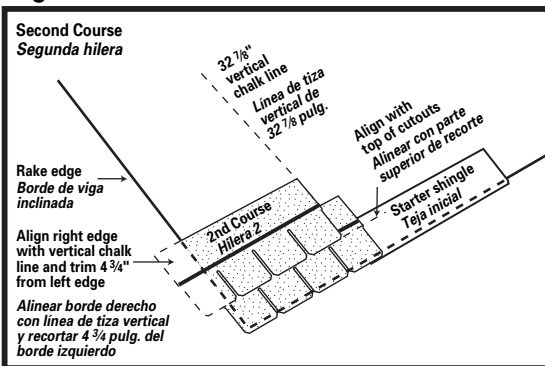 Second Course
Segunda hilera
32 7/8"
vertical
chalk line
Línea de tiza
vertical de
32 7/8 pulg.
Align with
top of cutouts
Alinear con parte
superior de recorte
Rake edge
Borde de viga
inclinada
2nd Course
Hilera 2
Starter shingle
Teja inicial
Align right edge
with vertical chalk
line and trim 4 3/4"
from left edge
Alinear borde derecho
con línea de tiza vertical
y recortar 4 3/4 pulg. del
borde izquierdo